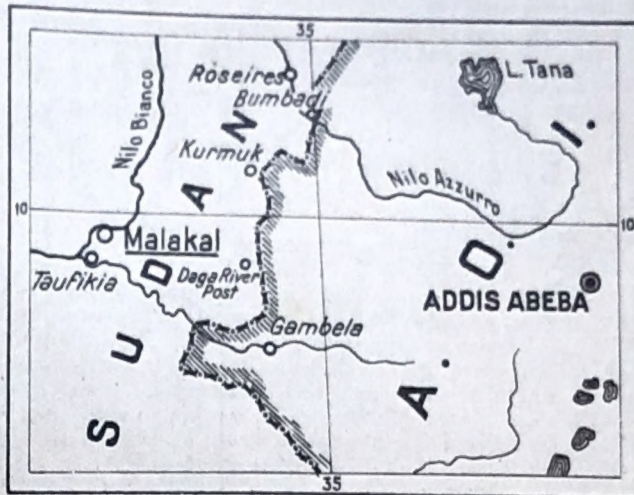 35
L. Tana
Ròseires
Bumbadi
Nilo Bianco
Kurmuk
Nilo Azzurro
10
10
Malakal
Taufikia
Daga River
Post
ADDIS ABEBA
Gambela
SUDAN
A. O. I.
35